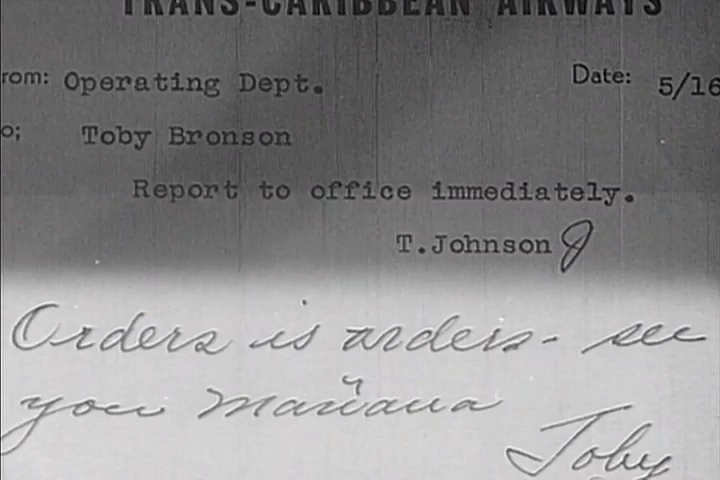 TRANS-CARIBBEAN AIRWAYS
rom: Operating Dept. Date: 5/16
o; Toby Bronson
Report to office immediately.
T.Johnson J
Orders is orders - see
you mañana
Toby